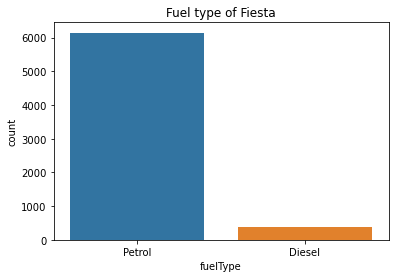 Fuel type of Fiesta
6000
5000
4000
3000
2000
1000
0
count
Petrol
Diesel
fuelType